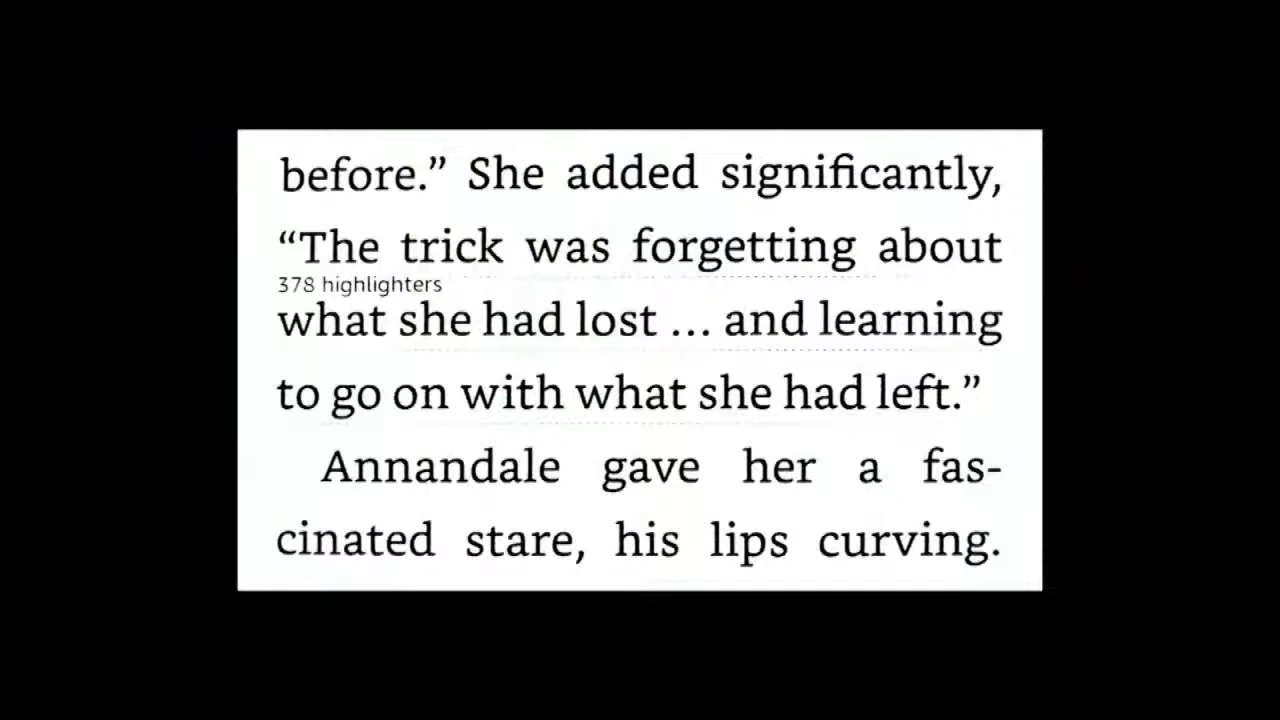 before.” She added significantly,
“The trick was forgetting about
378 highlighters
what she had lost ... and learning
to go on with what she had left.”
Annandale gave her a fas-
cinated stare, his lips curving.